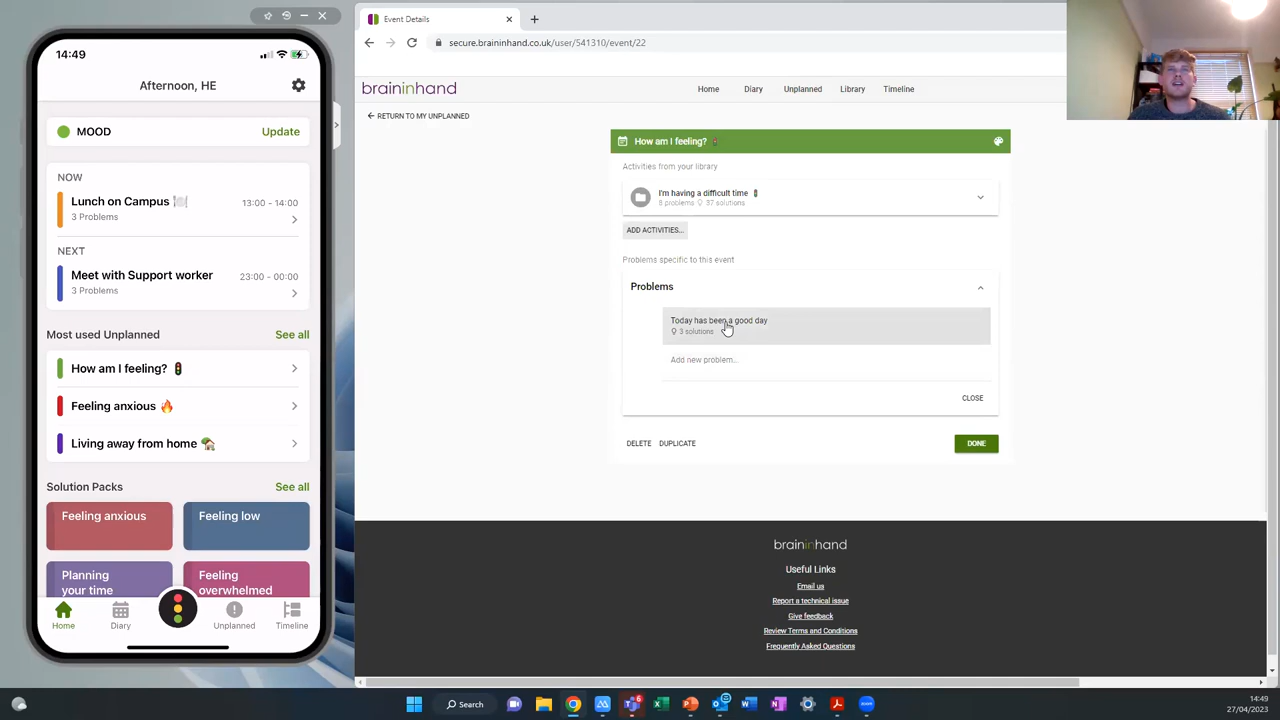 14:49
Afternoon, HE
MOOD
Update
NOW
Lunch on Campus 🍽 13:00 - 14:00
3 Problems
NEXT
Meet with Support worker 23:00 - 00:00
3 Problems
Most used Unplanned See all
How am I feeling? 🚦
Feeling anxious 🔥
Living away from home 🏡
Solution Packs See all
Feeling anxious
Feeling low
Planning
your time
Feeling
overwhelmed
Home
Diary
Unplanned
Timeline
Event Details
secure.braininhand.co.uk/user/541310/event/22
braininhand
Home Diary Unplanned Library Timeline
RETURN TO MY UNPLANNED
How am I feeling? 🚦
Activities from your library
I'm having a difficult time 🚦
8 problems 37 solutions
ADD ACTIVITIES...
Problems specific to this event
Problems
Today has been a good day
3 solutions
Add new problem...
CLOSE
DELETE DUPLICATE DONE
braininhand
Useful Links
Email us
Report a technical issue
Give feedback
Review Terms and Conditions
Frequently Asked Questions
Search
14:49
27/04/2023